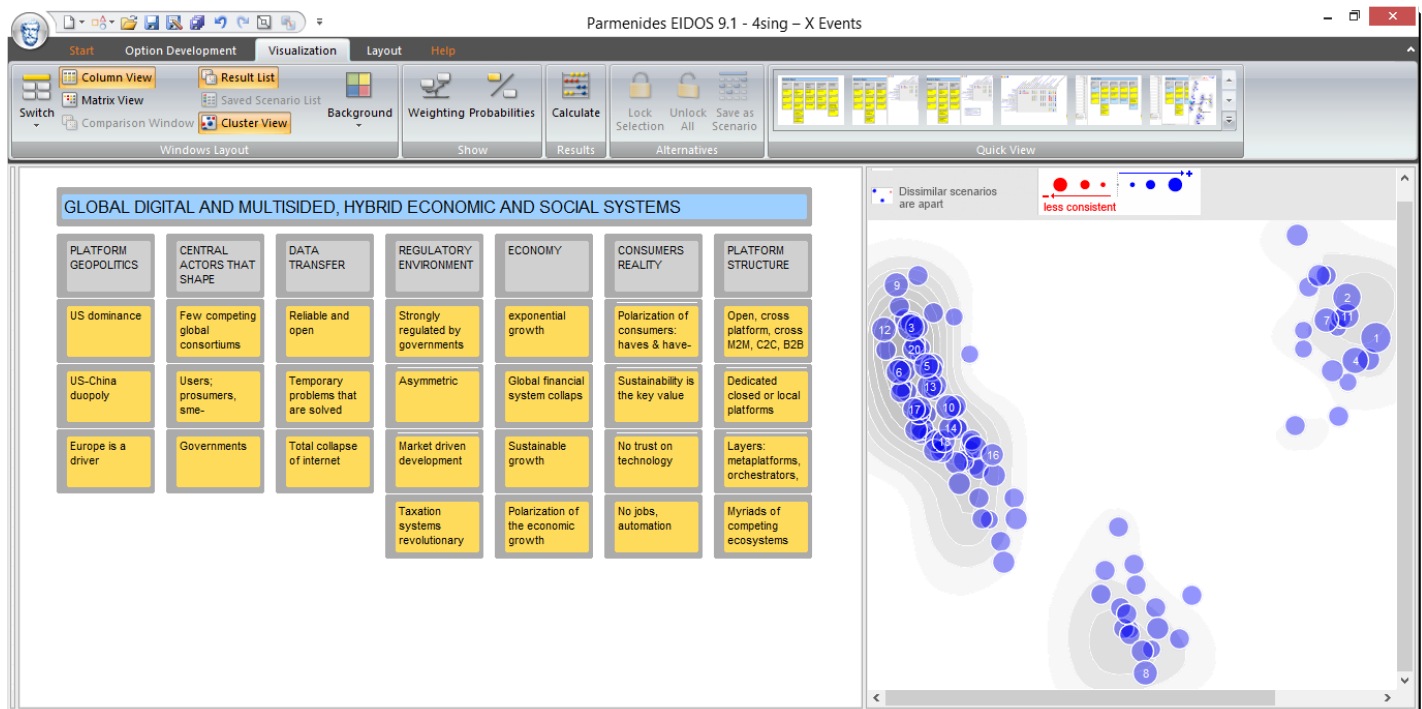 Parmenides EIDOS 9.1 - 4sing – X Events
Start Option Development Visualization Layout Help
Switch
Column View
Matrix View
Comparison Window
Result List
Saved Scenario List
Cluster View
Background
Windows Layout
Weighting Probabilities
Show
Calculate
Results
Lock
Selection
Unlock
All
Save as
Scenario
Alternatives
Quick View
GLOBAL DIGITAL AND MULTISIDED, HYBRID ECONOMIC AND SOCIAL SYSTEMS
PLATFORM
GEOPOLITICS
CENTRAL
ACTORS THAT
SHAPE
DATA
TRANSFER
REGULATORY
ENVIRONMENT
ECONOMY
CONSUMERS
REALITY
PLATFORM
STRUCTURE
US dominance
Few competing
global
consortiums
Reliable and
open
Strongly
regulated by
governments
exponential
growth
Polarization of
consumers:
haves & have-
Open, cross
platform, cross
M2M, C2C, B2B
US-China
duopoly
Users;
prosumers,
sme-
Temporary
problems that
are solved
Asymmetric
Global financial
system collaps
Sustainability is
the key value
Dedicated
closed or local
platforms
Europe is a
driver
Governments
Total collapse
of internet
Market driven
development
Sustainable
growth
No trust on
technology
Layers:
metaplatforms,
orchestrators,
Taxation
systems
revolutionary
Polarization of
the economic
growth
No jobs,
automation
Myriads of
competing
ecosystems
Dissimilar scenarios
are apart
less consistent
- +
9
12
3
20
6
5
13
17
10
14
16
2
7
11
1
4
8